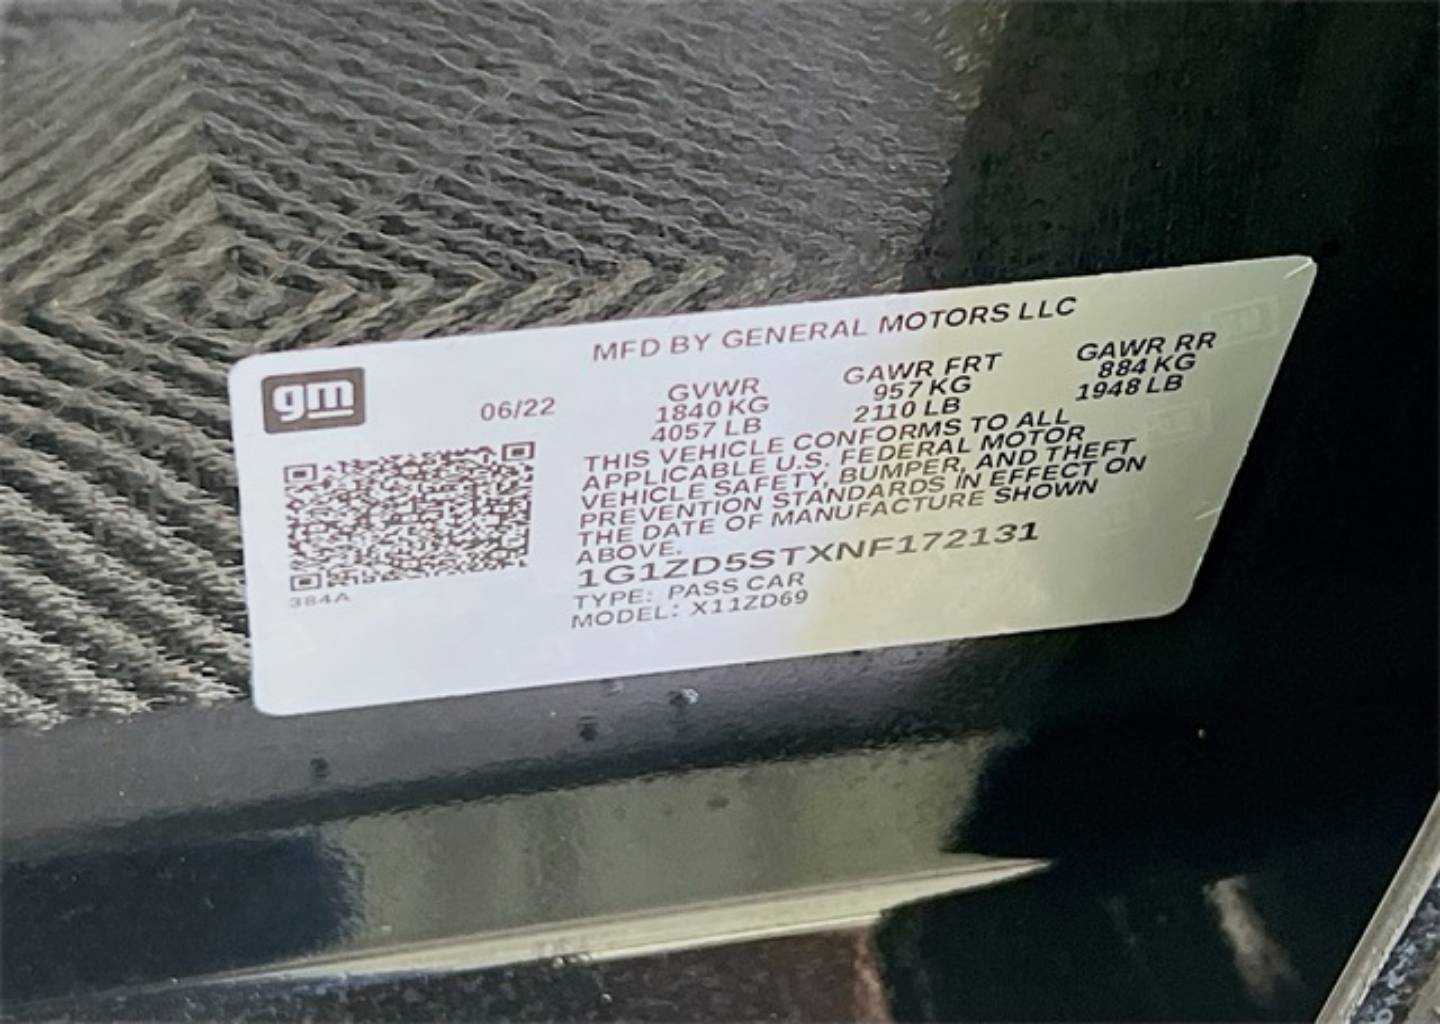 MFD BY GENERAL MOTORS LLC
gm
06/22
GVWR GAWR FRT GAWR RR
1840 KG 957 KG 884 KG
4057 LB 2110 LB 1948 LB
THIS VEHICLE CONFORMS TO ALL
APPLICABLE U.S. FEDERAL MOTOR
VEHICLE SAFETY, BUMPER, AND THEFT
PREVENTION STANDARDS IN EFFECT ON
THE DATE OF MANUFACTURE SHOWN
ABOVE.
1G1ZD5STXNF172131
TYPE: PASS CAR
MODEL: X11ZD69
384A